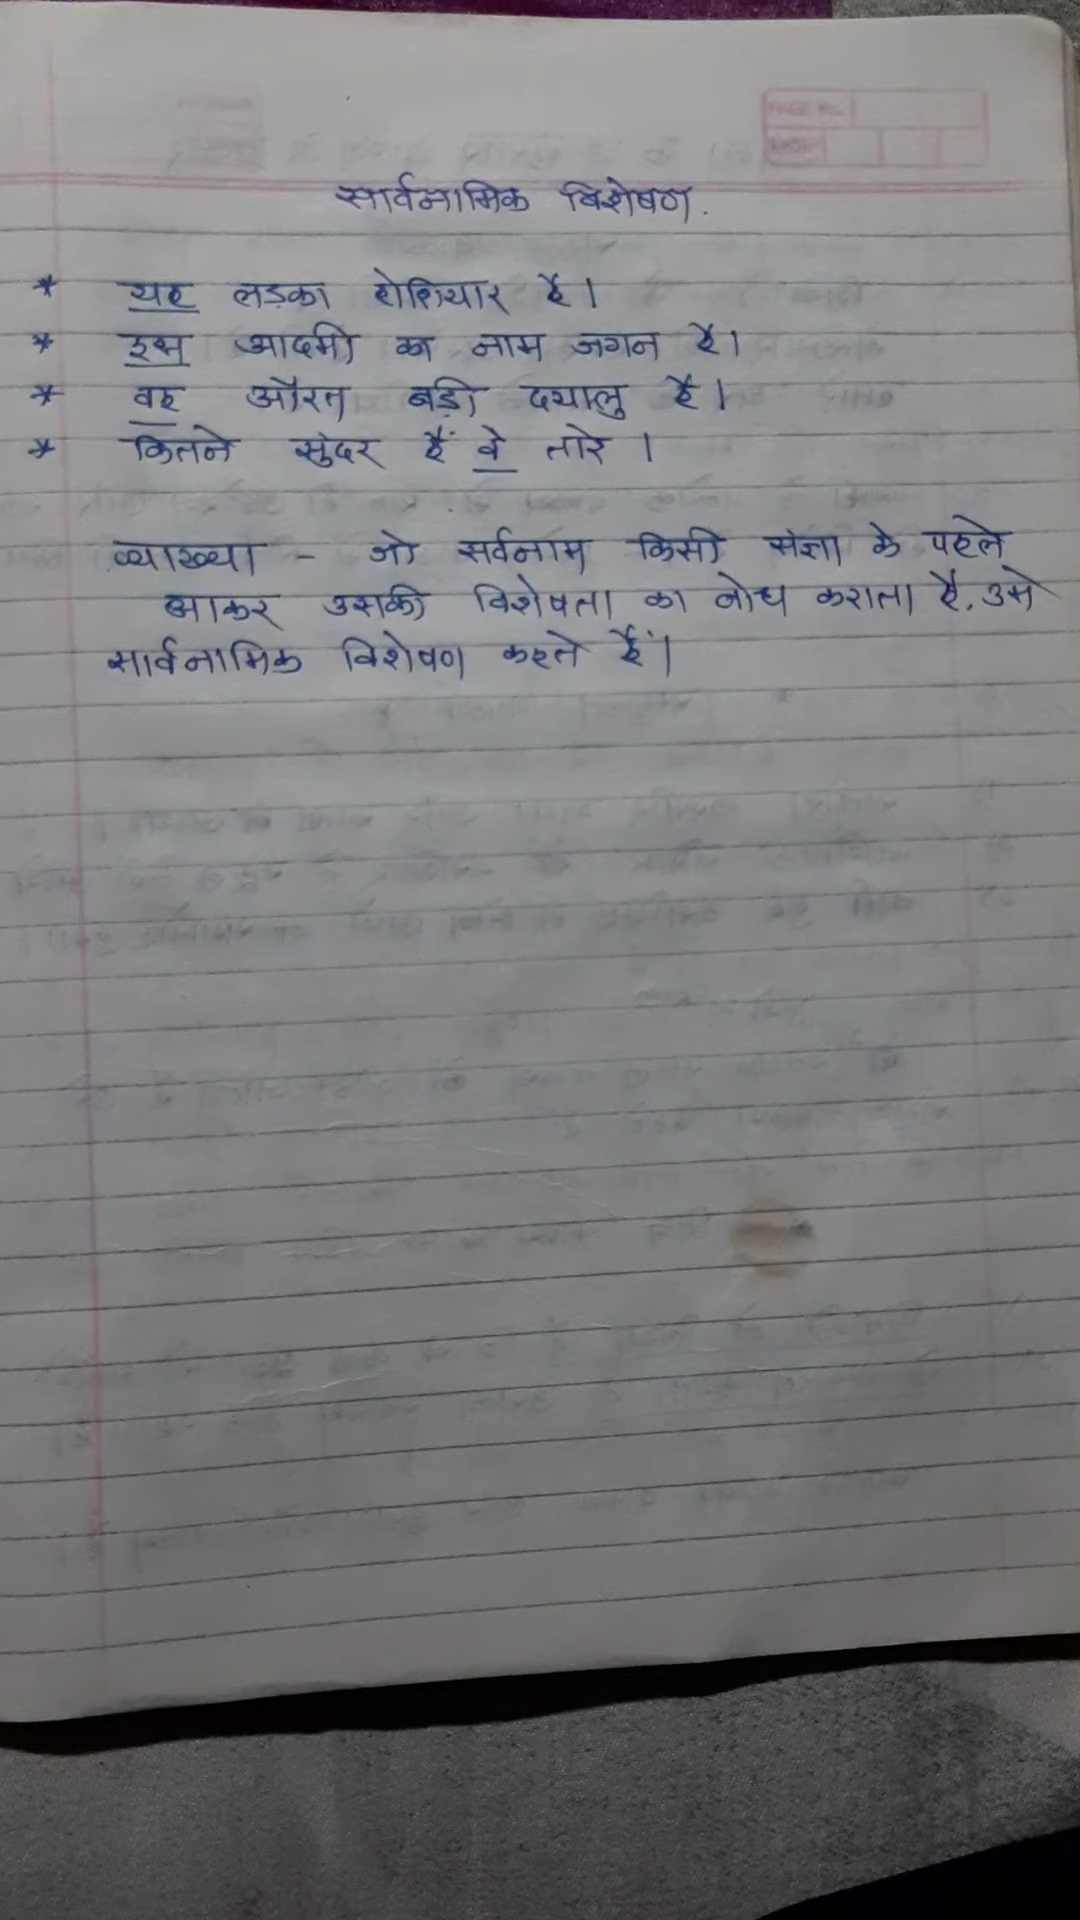 सार्वनामिक विशेषण.
* यह लड़का होशियार है।
* इस आदमी का नाम जगन है।
* वह औरत बड़ी दयालु है।
* कितने सुंदर हैं वे तारे ।
व्याख्या - जो सर्वनाम किसी संज्ञा के पहले
आकर उसकी विशेषता का बोध कराता है, उसे
सार्वनामिक विशेषण कहते हैं।